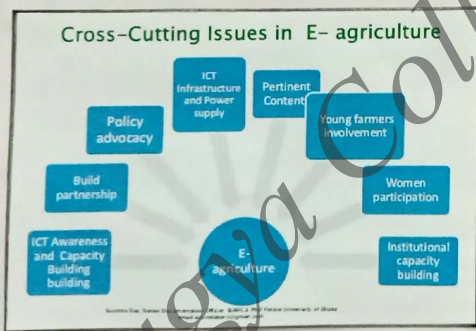 Cross-Cutting Issues in E- agriculture
ICT
Infrastructure
and Power
supply
Pertinent
Content
Policy
advocacy
Young farmers
involvement
Build
partnership
Women
participation
ICT Awareness
and Capacity
Building
building
E-
agriculture
Institutional
capacity
building